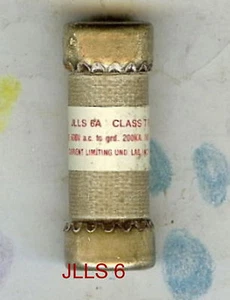 JLLS 6A CLASS T
600V a.c. to grd. 200KA
CURRENT LIMITING UND. LAB.
JLLS 6